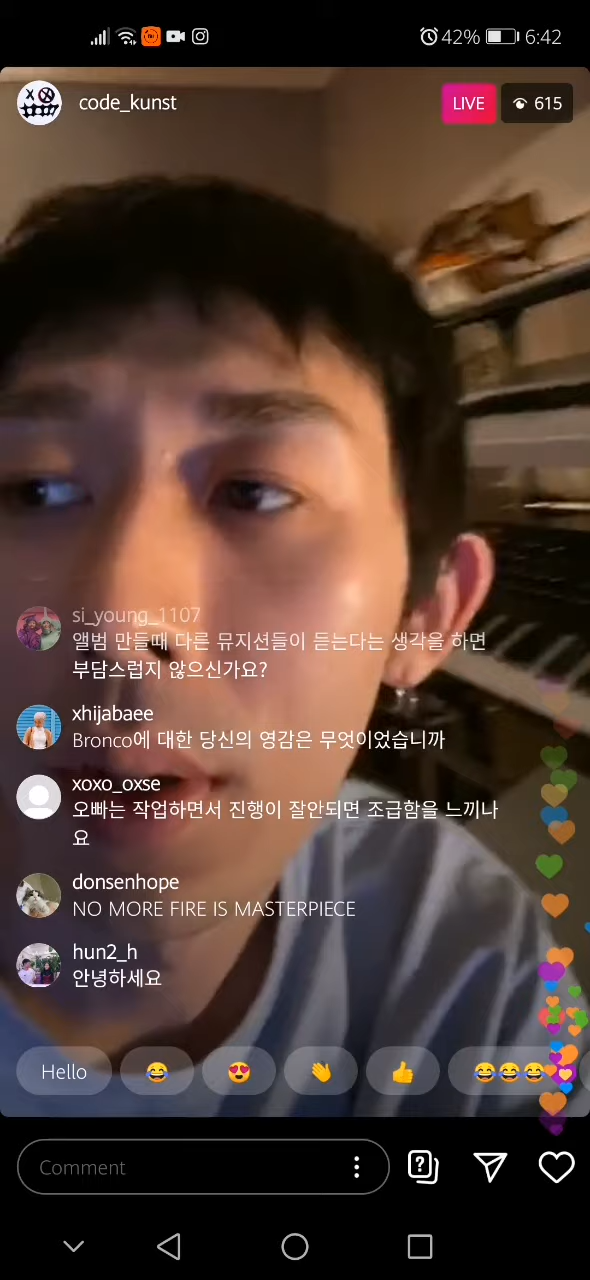 42% 6:42
code_kunst
LIVE 615
si_young_1107
앨범 만들때 다른 뮤지션들이 듣는다는 생각을 하면
부담스럽지 않으신가요?
xhijabaee
Bronco에 대한 당신의 영감은 무엇이었습니까
xoxo_oxse
오빠는 작업하면서 진행이 잘안되면 조급함을 느끼나
요
donsenhope
NO MORE FIRE IS MASTERPIECE
hun2_h
안녕하세요
Hello
Comment